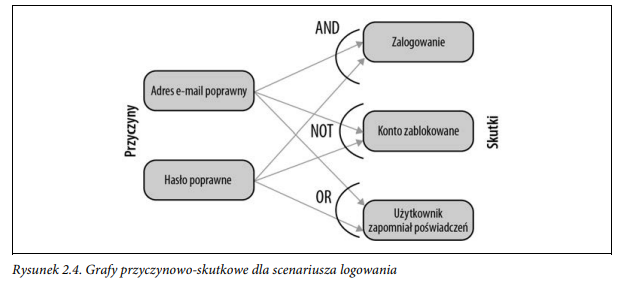 AND
Zalogowanie
Adres e-mail poprawny
Przyczyny
NOT
Konto zablokowane
Skutki
Hasło poprawne
OR
Użytkownik
zapomniał poświadczeń
Rysunek 2.4. Grafy przyczynowo-skutkowe dla scenariusza logowania